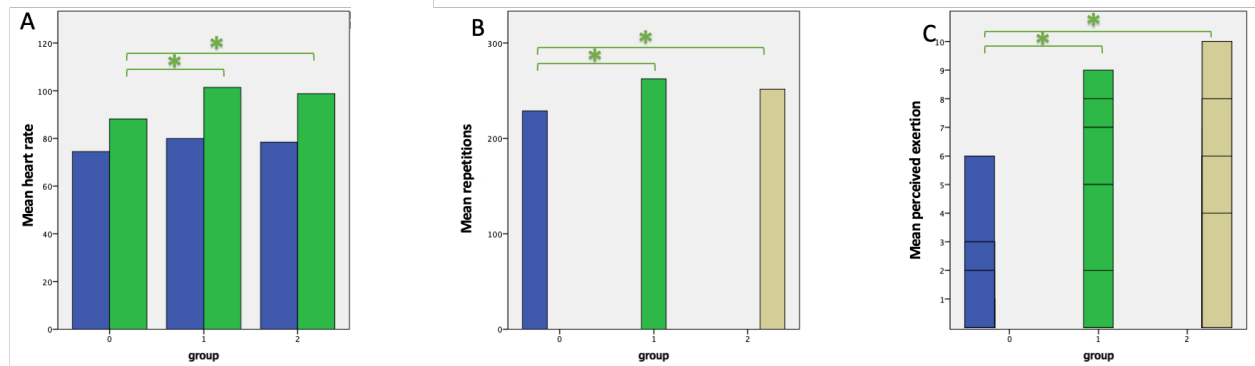 A
Mean heart rate
120
100
80
60
40
20
0
*
*
0 1 2
group
B
Mean repetitions
300
200
100
0
*
*
0 1 2
group
C
Mean perceived exertion
10
9
8
7
6
5
4
3
2
1
*
*
0 1 2
group